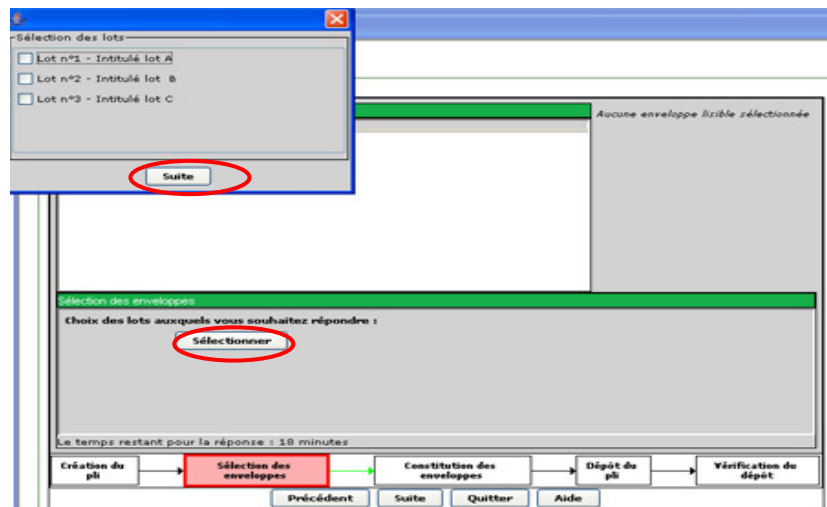 Sélection des lots
Lot n°1 - Intitulé lot A
Lot n°2 - Intitulé lot B
Lot n°3 - Intitulé lot C
Suite
Aucune enveloppe lisible sélectionnée
Sélection des enveloppes
Choix des lots auxquels vous souhaitez répondre :
Sélectionner
Le temps restant pour la réponse : 18 minutes
Création du pli
Sélection des enveloppes
Constitution des enveloppes
Dépôt du pli
Vérification du dépôt
Précédent Suite Quitter Aide